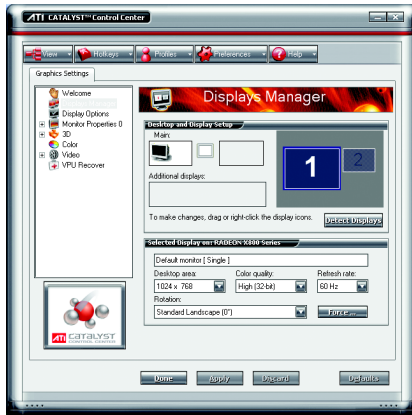 ATI CATALYST™ Control Center
View
Hotkeys
Profiles
Preferences
Help
Graphics Settings
Welcome
Display Options
Monitor Properties 0
3D
Color
Video
VPU Recover
ATI CATALYST
CONTROL CENTER
Displays Manager
Desktop and Display Setup
Main:
Additional displays:
1
2
To make changes, drag or right-click the display icons.
Detect Displays
Selected Display on: RADEON X800 Series
Default monitor [ Single ]
Desktop area:
Color quality:
Refresh rate:
1024 x 768
High (32-bit)
60 Hz
Rotation:
Standard Landscape (0°)
Force ...
Done
Apply
Discard
Defaults